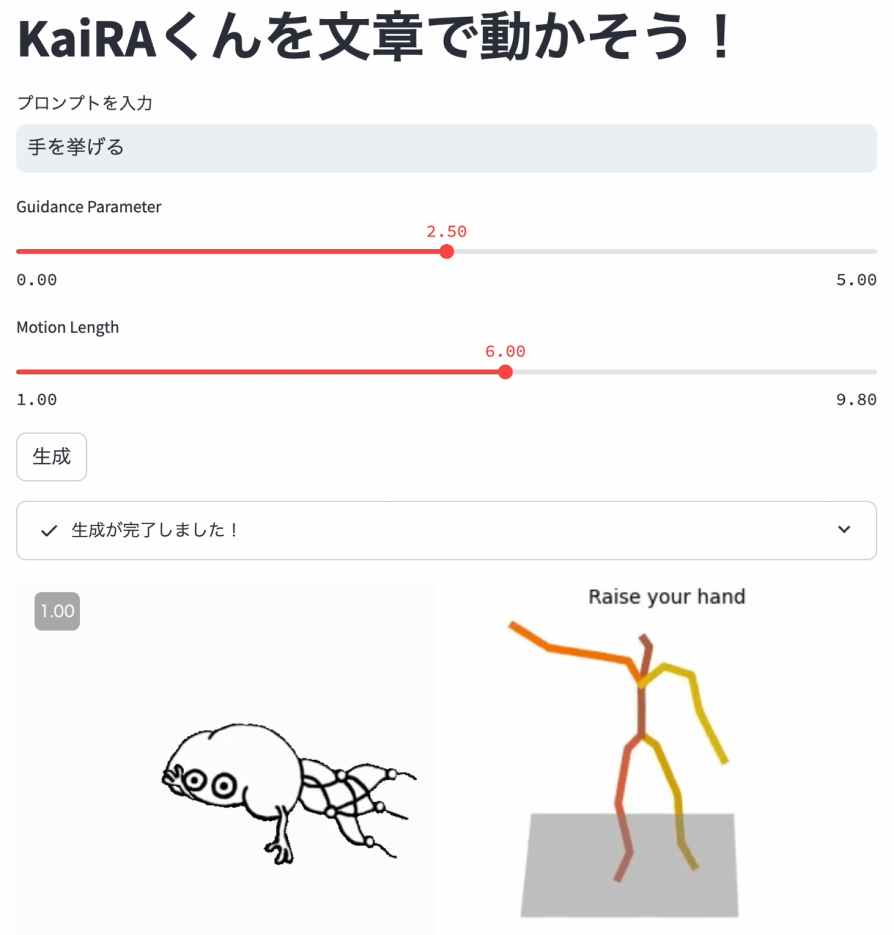 KaiRAくんを文章で動かそう！
プロンプトを入力
手を挙げる
Guidance Parameter
2.50
0.00
5.00
Motion Length
6.00
1.00
9.80
生成
生成が完了しました！
1.00
Raise your hand